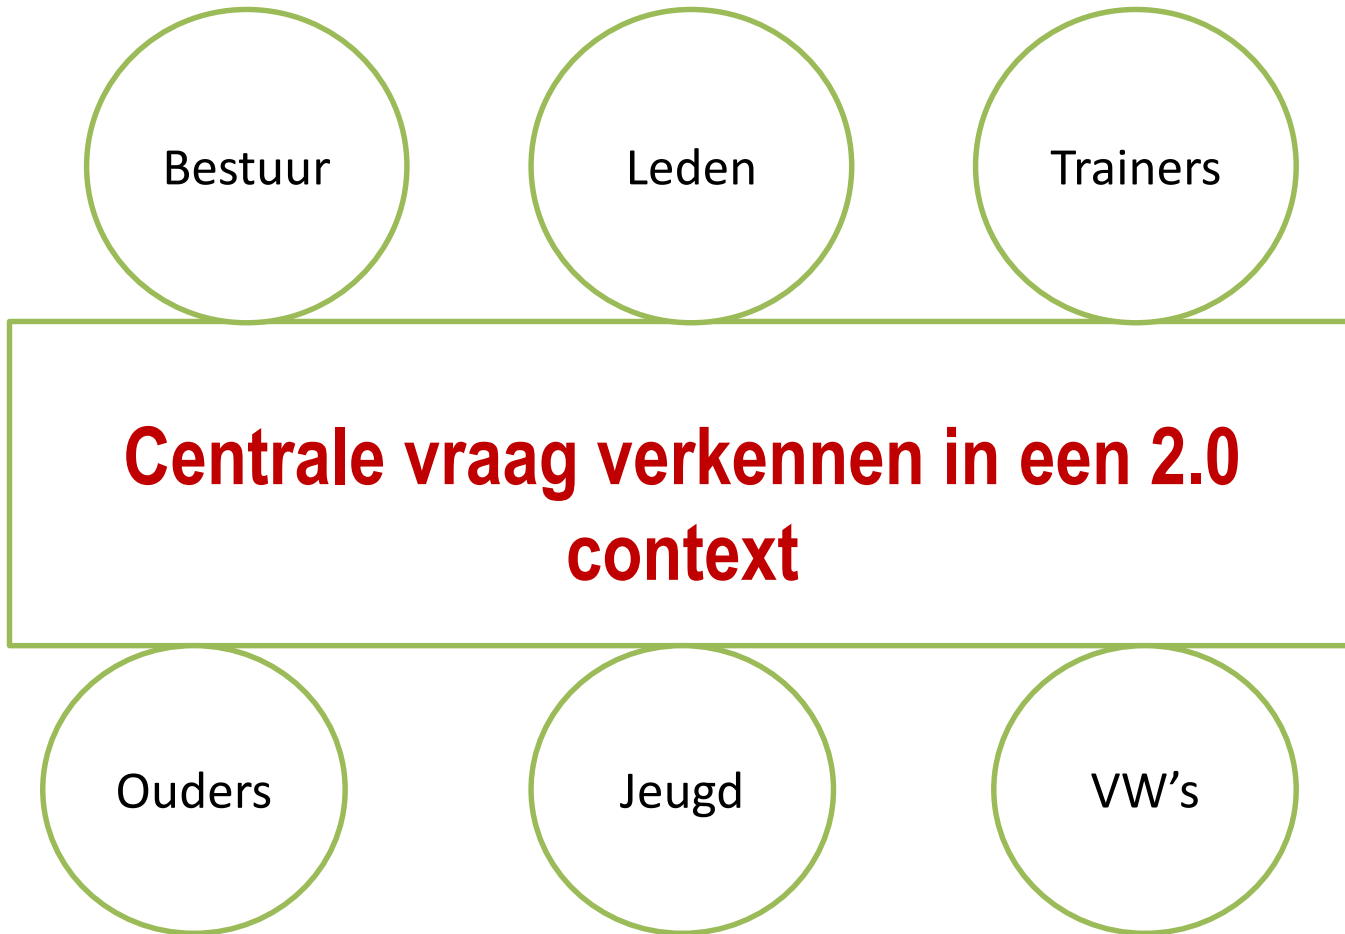 Bestuur
Leden
Trainers
Centrale vraag verkennen in een 2.0
context
Ouders
Jeugd
VW’s